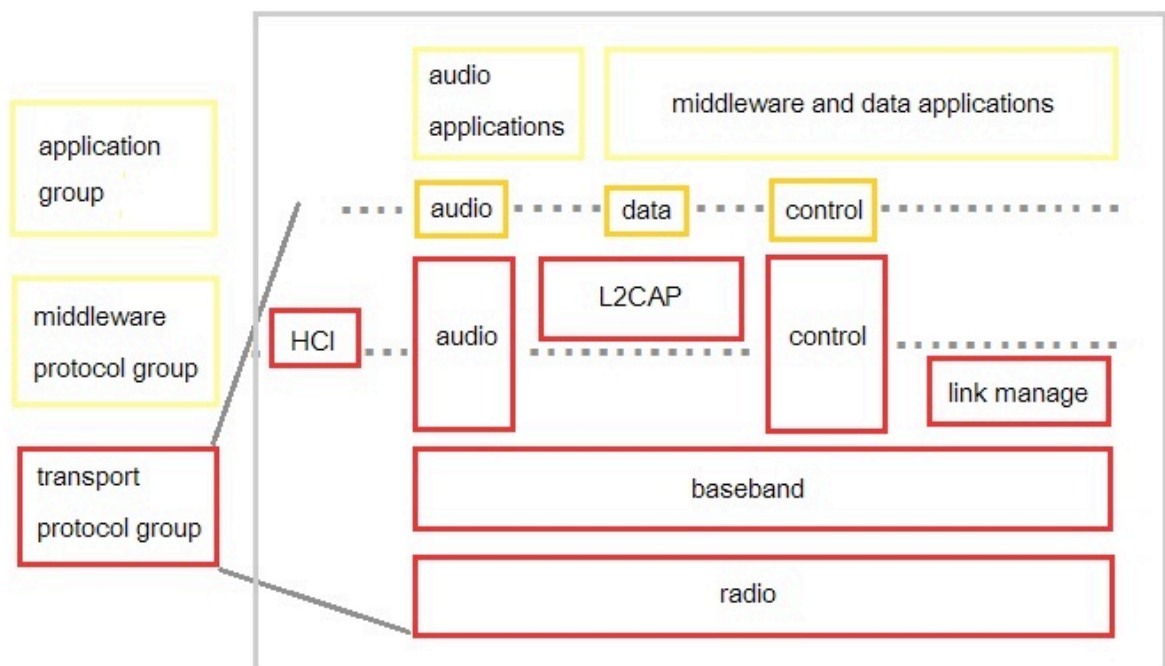 application
group
middleware
protocol group
transport
protocol group
audio
applications
middleware and data applications
audio
data
control
HCI
audio
L2CAP
control
link manage
baseband
radio